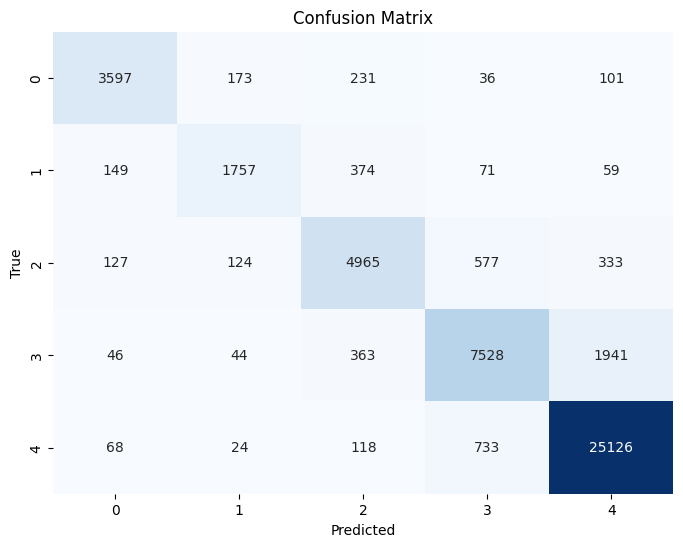 Confusion Matrix
0 3597 173 231 36 101
1 149 1757 374 71 59
2 127 124 4965 577 333
3 46 44 363 7528 1941
4 68 24 118 733 25126
0 1 2 3 4
True
Predicted